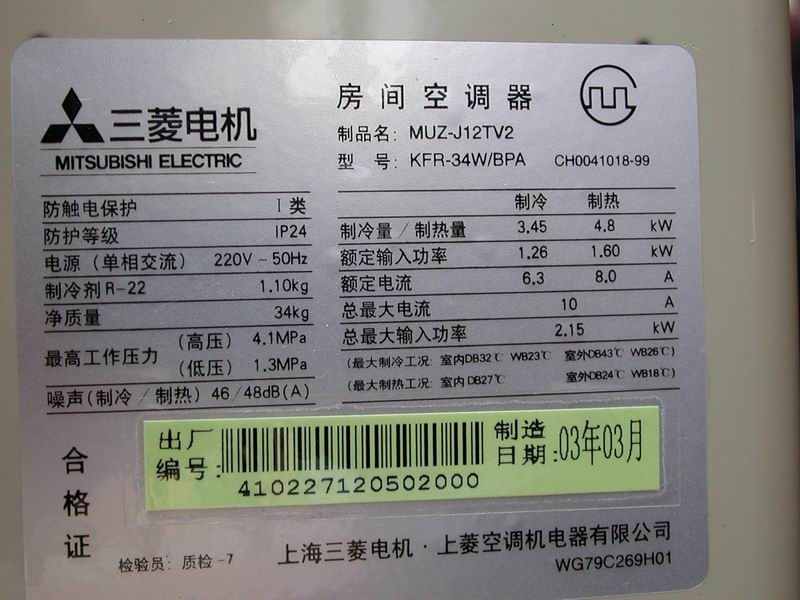 三菱电机
MITSUBISHI ELECTRIC
房间空调器
制品名: MUZ-J12TV2
型 号: KFR-34W/BPA CH0041018-99
防触电保护 I 类
防护等级 IP24
电源 (单相交流) 220V ~ 50Hz
制冷剂 R-22 1.10kg
净质量 34kg
最高工作压力 (高压) 4.1MPa
(低压) 1.3MPa
噪声 (制冷 / 制热) 46 / 48dB(A)
制冷 制热
制冷量 / 制热量 3.45 4.8 kW
额定输入功率 1.26 1.60 kW
额定电流 6.3 8.0 A
总最大电流 10 A
总最大输入功率 2.15 kW
(最大制冷工况: 室内DB32℃ WB23℃ 室外DB43℃ WB26℃)
(最大制热工况: 室内DB27℃ 室外DB24℃ WB18℃)
出厂
编号:
410227120502000
制造
日期: 03年03月
合格证
检验员: 质检-7
上海三菱电机·上菱空调机电器有限公司
WG79C269H01